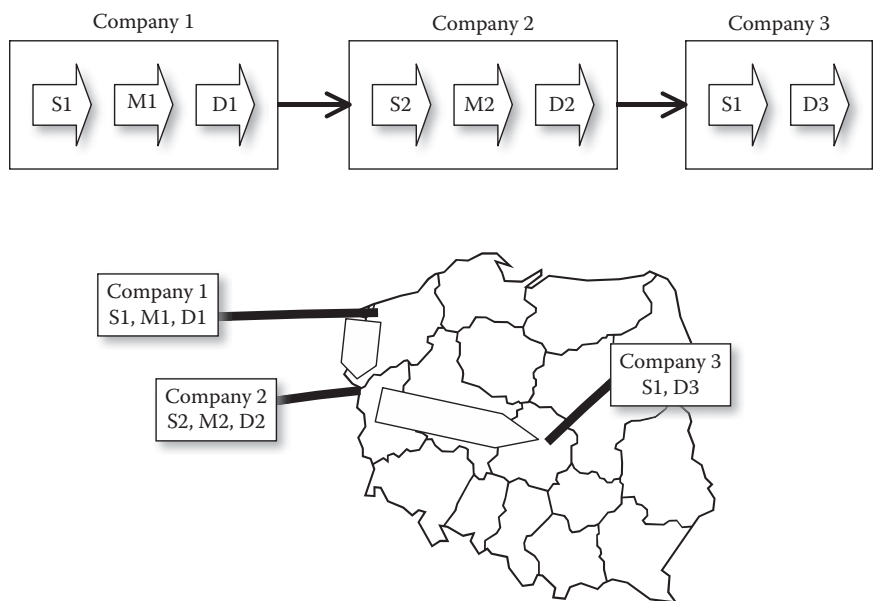 Company 1
Company 2
Company 3
S1
M1
D1
S2
M2
D2
S1
D3
Company 1
S1, M1, D1
Company 2
S2, M2, D2
Company 3
S1, D3